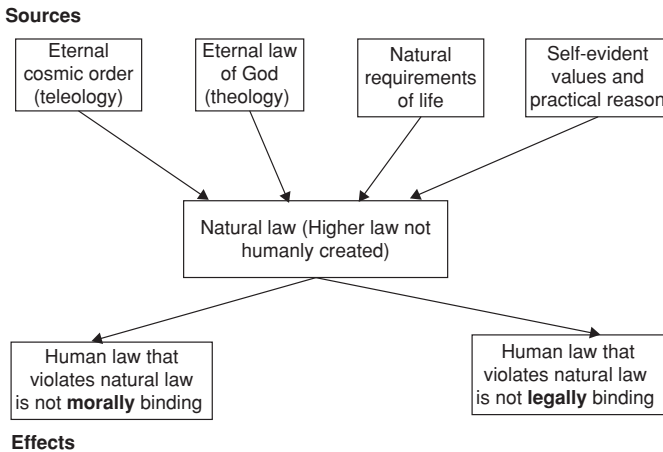 Sources
Eternal
cosmic order
(teleology)
Eternal law
of God
(theology)
Natural
requirements
of life
Self-evident
values and
practical reason
Natural law (Higher law not
humanly created)
Human law that
violates natural law
is not morally binding
Human law that
violates natural law
is not legally binding
Effects